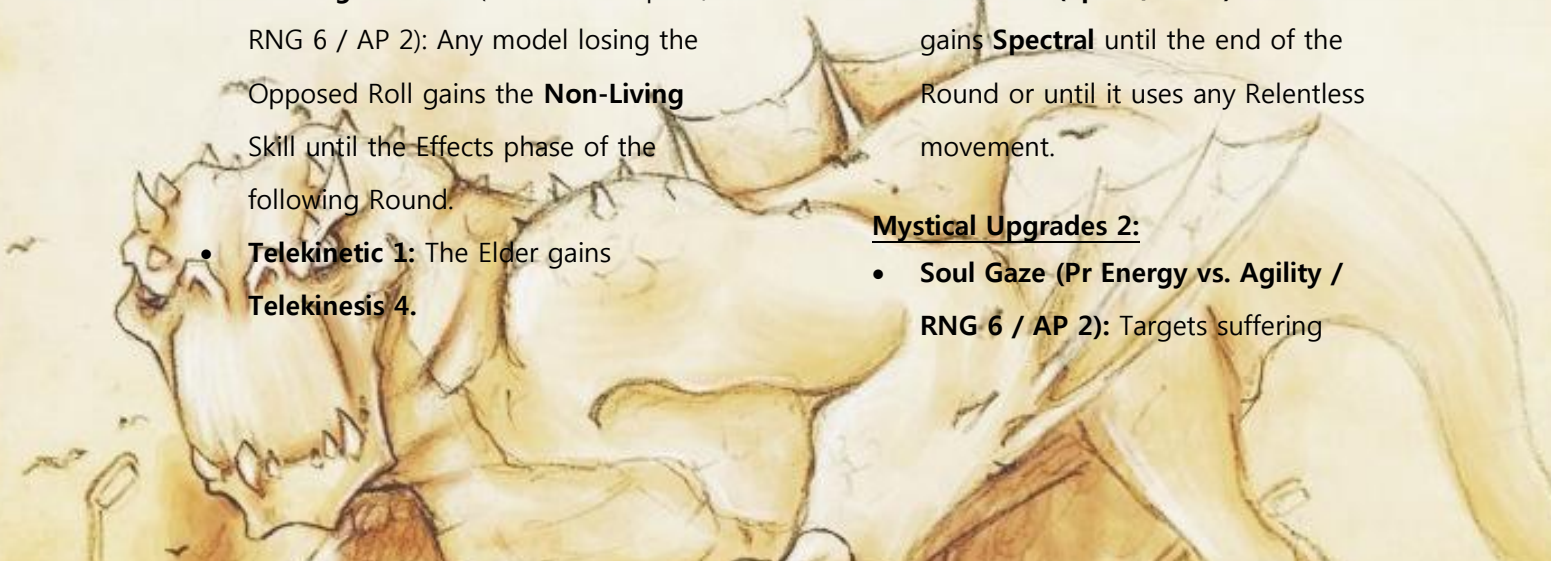 RNG 6 / AP 2): Any model losing the
Opposed Roll gains the Non-Living
Skill until the Effects phase of the
following Round.
• Telekinetic 1: The Elder gains
Telekinesis 4.
gains Spectral until the end of the
Round or until it uses any Relentless
movement.
Mystical Upgrades 2:
• Soul Gaze (Pr Energy vs. Agility /
RNG 6 / AP 2): Targets suffering